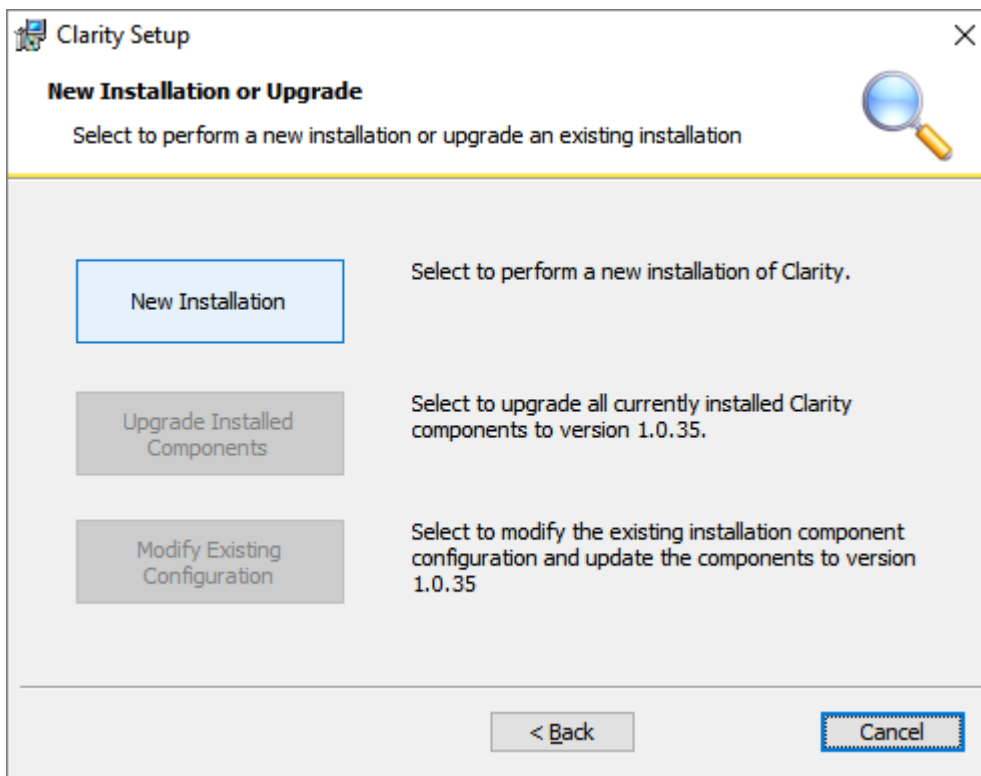 Clarity Setup
New Installation or Upgrade
Select to perform a new installation or upgrade an existing installation
New Installation
Select to perform a new installation of Clarity.
Upgrade Installed
Components
Select to upgrade all currently installed Clarity
components to version 1.0.35.
Modify Existing
Configuration
Select to modify the existing installation component
configuration and update the components to version
1.0.35
< Back
Cancel